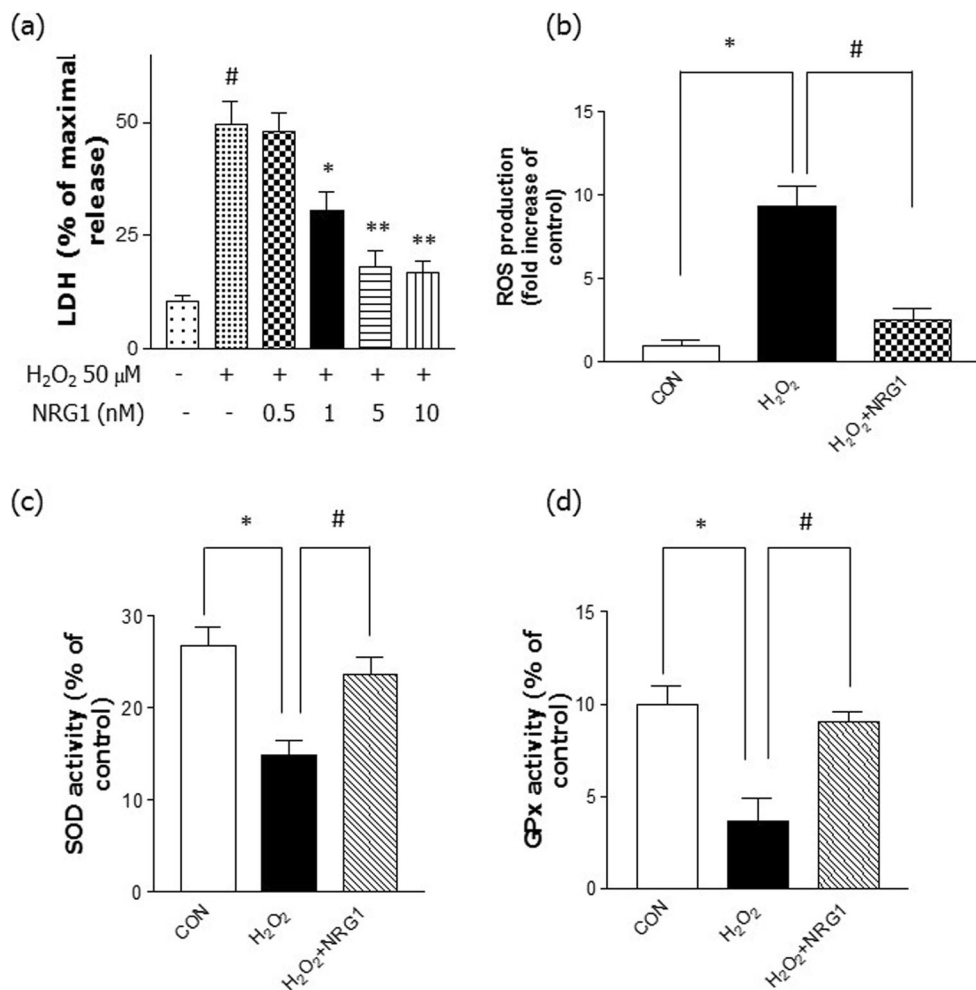 (a)
LDH (% of maximal
release)
50
25
0
#
*
**
**
H₂O₂ 50 µM - + + + + +
NRG1 (nM) - - 0.5 1 5 10
(b)
* #
ROS production
(fold increase of
control)
15
10
5
0
CON
H₂O₂
H₂O₂+NRG1
(c)
* #
SOD activity (% of
control)
30
20
10
0
CON
H₂O₂
H₂O₂+NRG1
(d)
* #
GPx activity (% of
control)
15
10
5
0
CON
H₂O₂
H₂O₂+NRG1